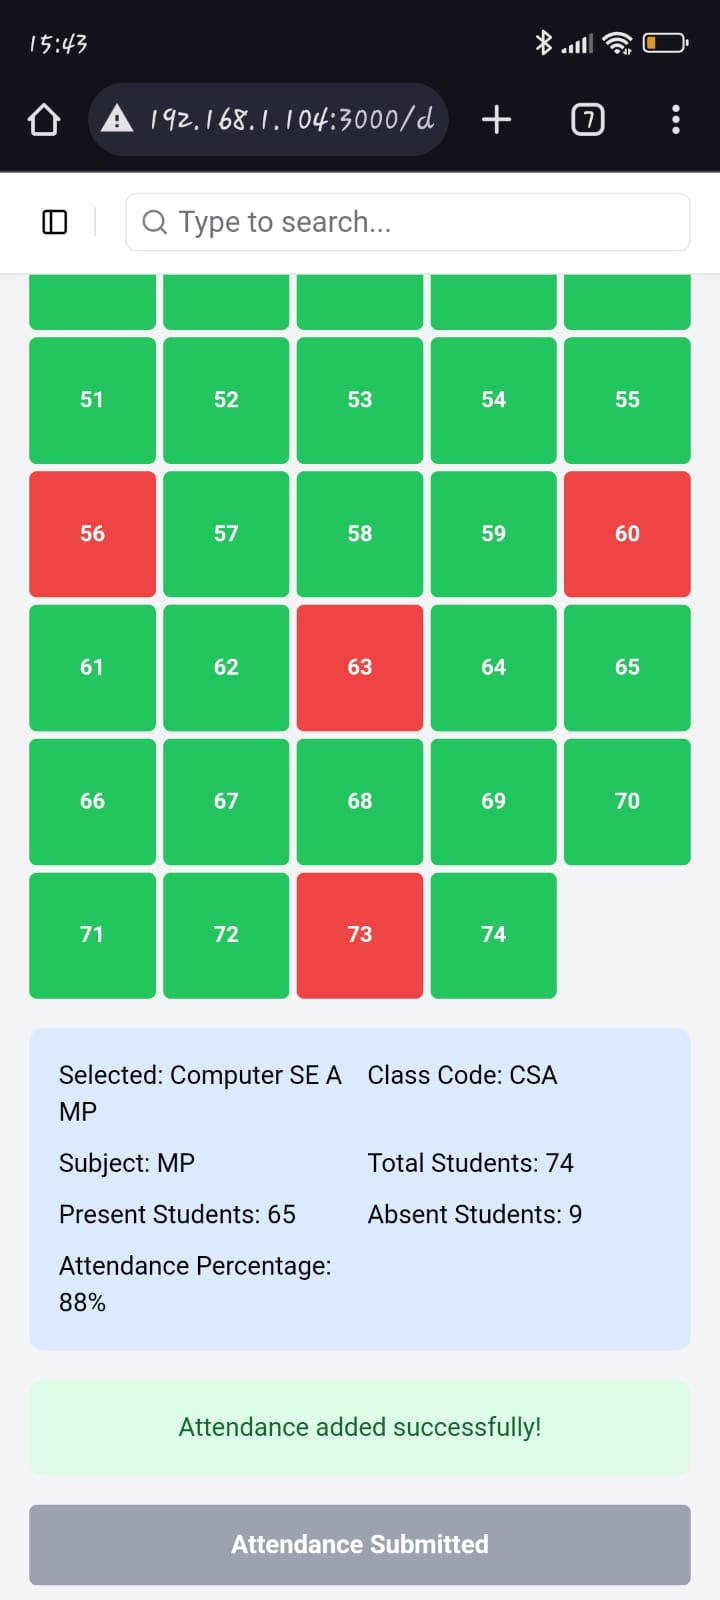 15:43
192.168.1.104:3000/d
7
Type to search...
51 52 53 54 55
56 57 58 59 60
61 62 63 64 65
66 67 68 69 70
71 72 73 74
Selected: Computer SE A MP
Class Code: CSA
Subject: MP
Total Students: 74
Present Students: 65
Absent Students: 9
Attendance Percentage:
88%
Attendance added successfully!
Attendance Submitted